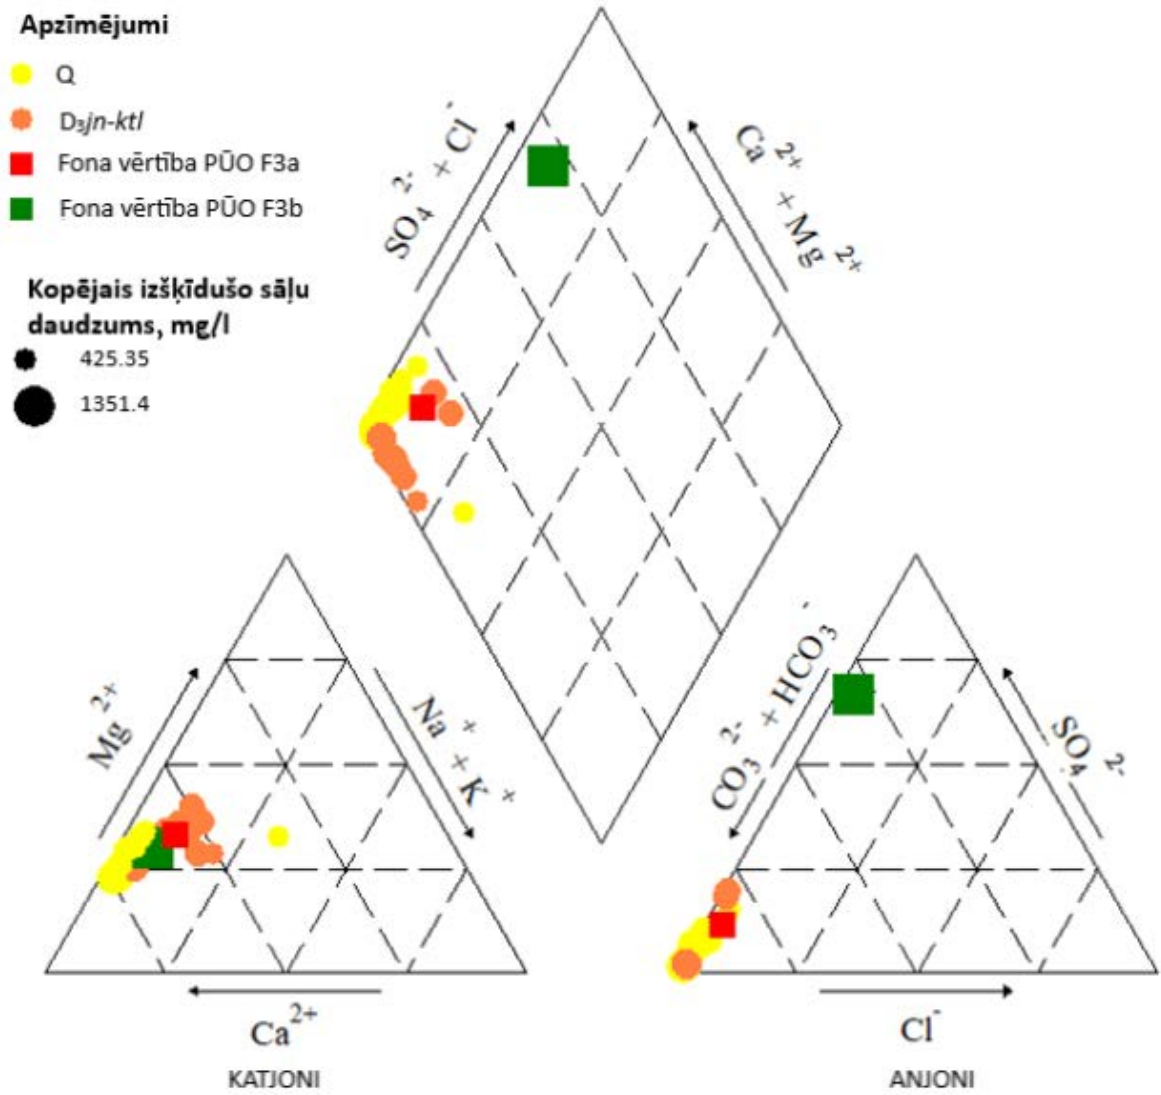 Apzīmējumi
Q
D₃jn-ktl
Fona vērtība PŪO F3a
Fona vērtība PŪO F3b
Kopējais izšķīdušo sāļu
daudzums, mg/l
425.35
1351.4
SO₄²⁻ + Cl⁻
Ca²⁺ + Mg²⁺
Mg²⁺
Na⁺ + K⁺
CO₃²⁻ + HCO₃⁻
SO₄²⁻
Ca²⁺
Cl⁻
KATJONI
ANJONI